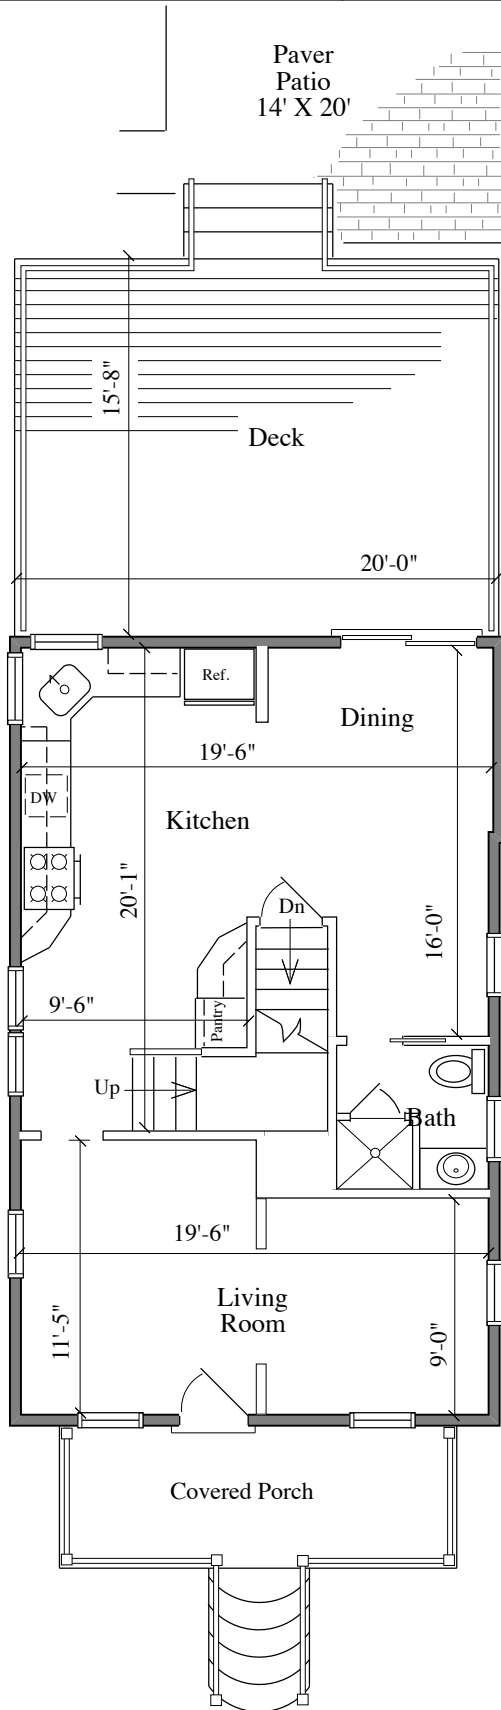 Paver
Patio
14' X 20'
15'-8"
Deck
20'-0"
Ref.
Dining
19'-6"
DW
Kitchen
20'-1"
Dn
16'-0"
9'-6"
Pantry
Up
Bath
19'-6"
Living
Room
11'-5"
9'-0"
Covered Porch